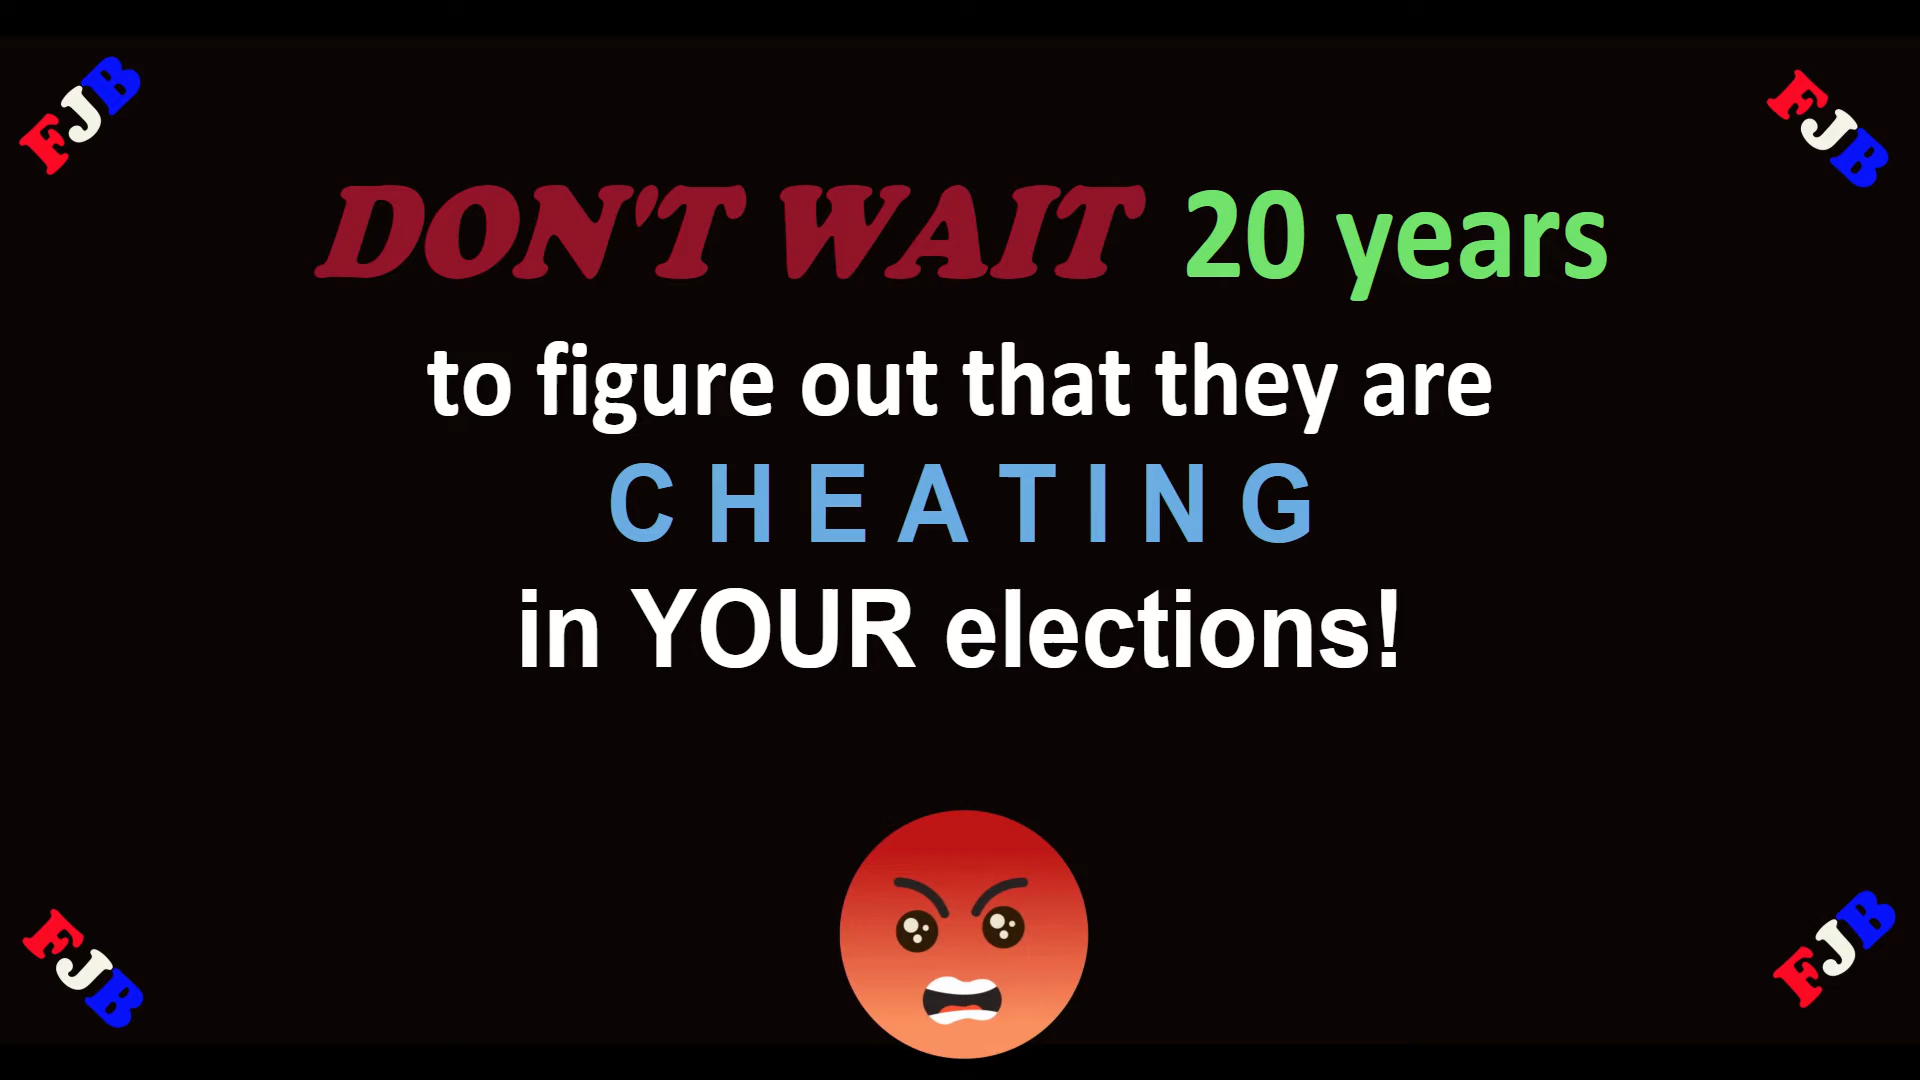 FJB
FJB
DON'T WAIT 20 years
to figure out that they are
CHEATING
in YOUR elections!
FJB
FJB